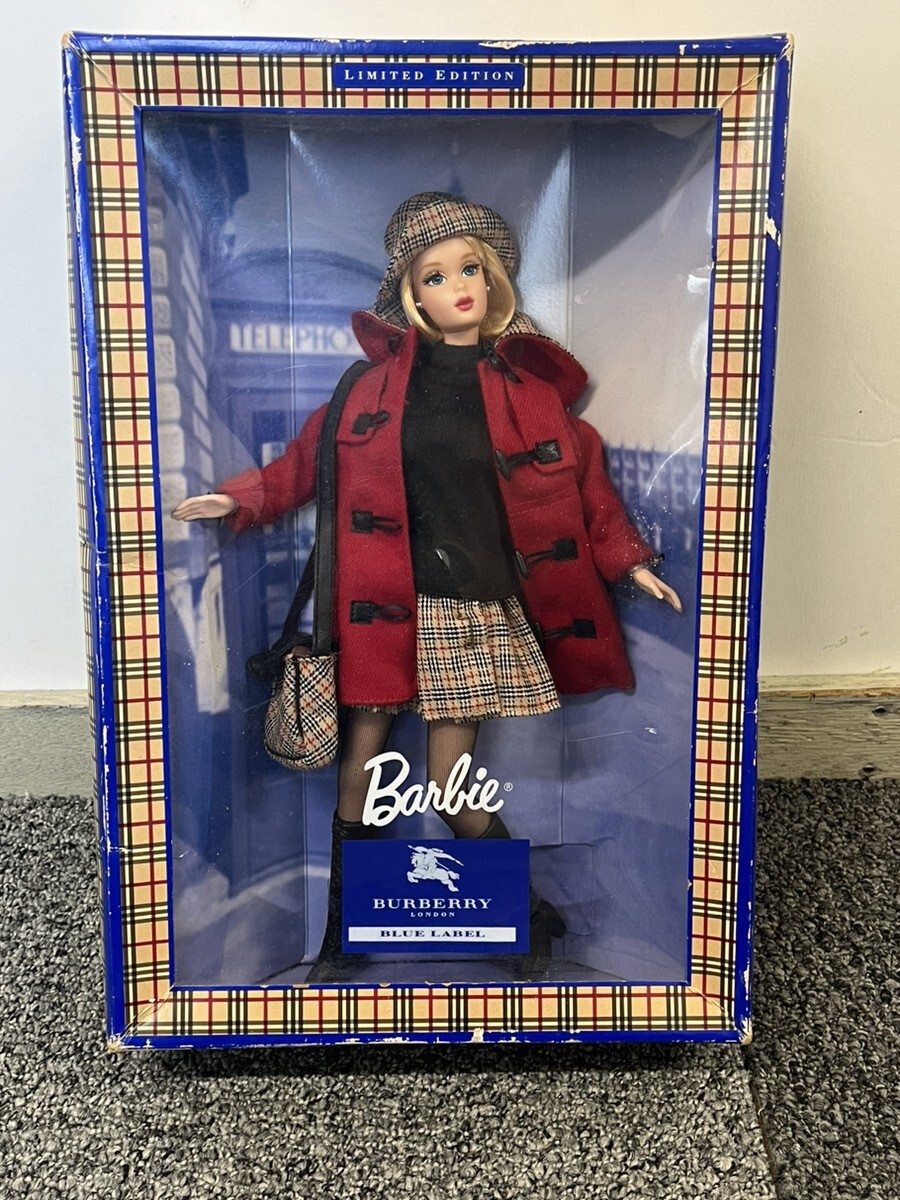 LIMITED EDITION
TELEPHO
Barbie®
BURBERRY
LONDON
BLUE LABEL